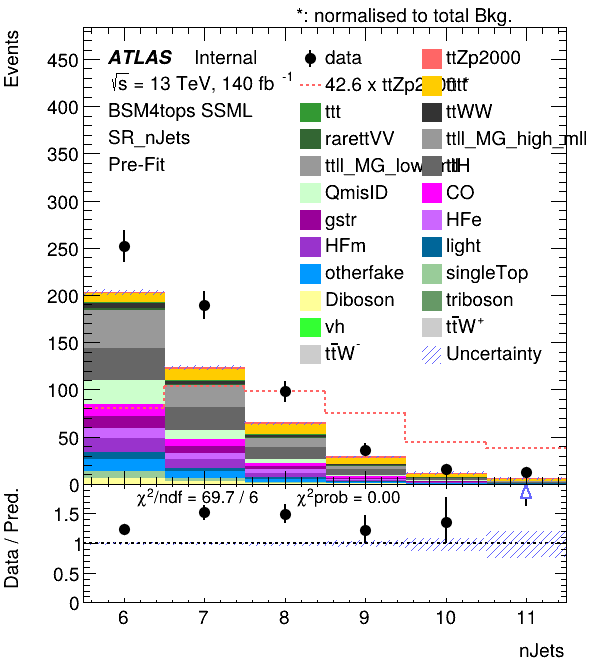 *: normalised to total Bkg.
Events
ATLAS Internal
√s = 13 TeV, 140 fb⁻¹
BSM4tops SSML
SR_nJets
Pre-Fit
data
ttZp2000
42.6 x ttZp2000 *
tttt
ttt
ttWW
rarettVV
ttll_MG_high_mll
ttll_MG_low_mll
ttH
QmisID
CO
gstr
HFe
HFm
light
otherfake
singleTop
Diboson
triboson
vh
tt̄W⁺
tt̄W⁻
Uncertainty
450
400
350
300
250
200
150
100
50
0
χ²/ndf = 69.7 / 6 χ²prob = 0.00
Data / Pred.
1.5
1
0.5
0
6 7 8 9 10 11
nJets